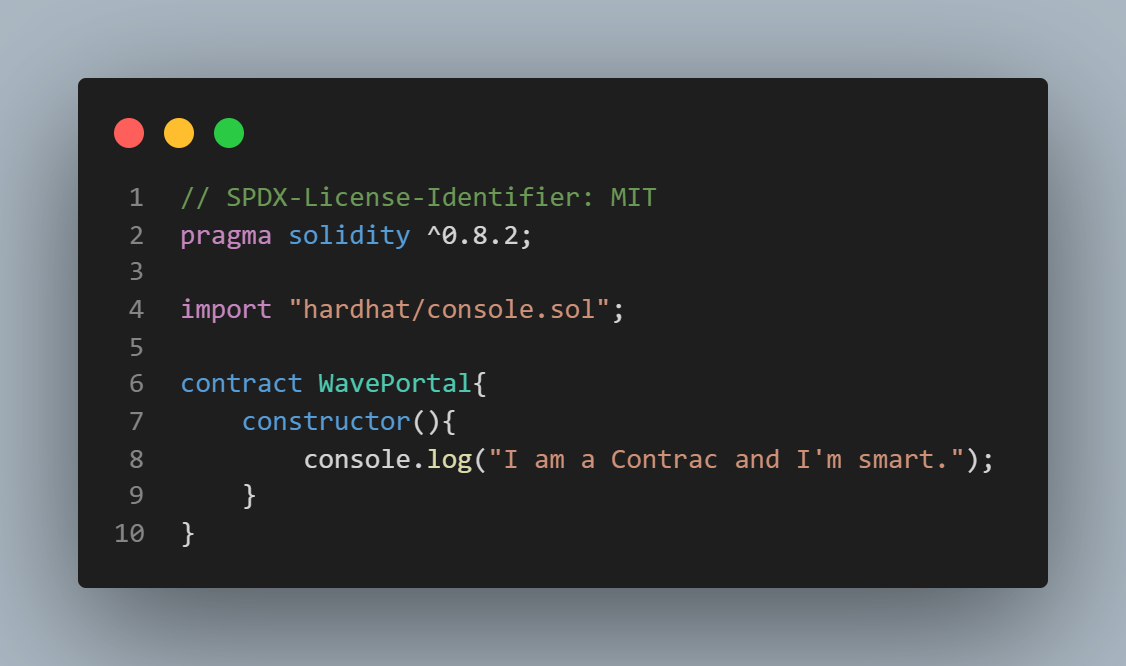 1 // SPDX-License-Identifier: MIT
2 pragma solidity ^0.8.2;
3
4 import "hardhat/console.sol";
5
6 contract WavePortal{
7     constructor(){
8         console.log("I am a Contrac and I'm smart.");
9     }
10 }